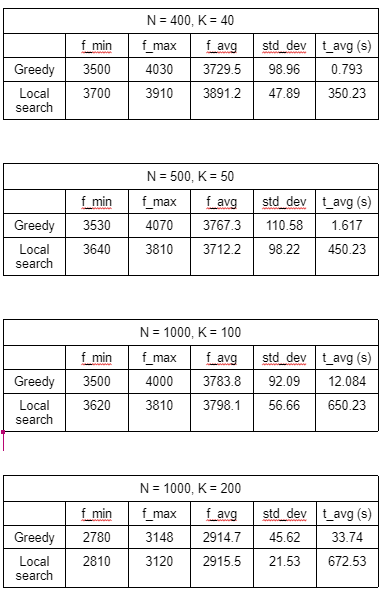 N = 400, K = 40
f_min f_max f_avg std_dev t_avg (s)
Greedy 3500 4030 3729.5 98.96 0.793
Local 3700 3910 3891.2 47.89 350.23
search
N = 500, K = 50
f_min f_max f_avg std_dev t_avg (s)
Greedy 3530 4070 3767.3 110.58 1.617
Local 3640 3810 3712.2 98.22 450.23
search
N = 1000, K = 100
f_min f_max f_avg std_dev t_avg (s)
Greedy 3500 4000 3783.8 92.09 12.084
Local 3620 3810 3798.1 56.66 650.23
search
N = 1000, K = 200
f_min f_max f_avg std_dev t_avg (s)
Greedy 2780 3148 2914.7 45.62 33.74
Local 2810 3120 2915.5 21.53 672.53
search